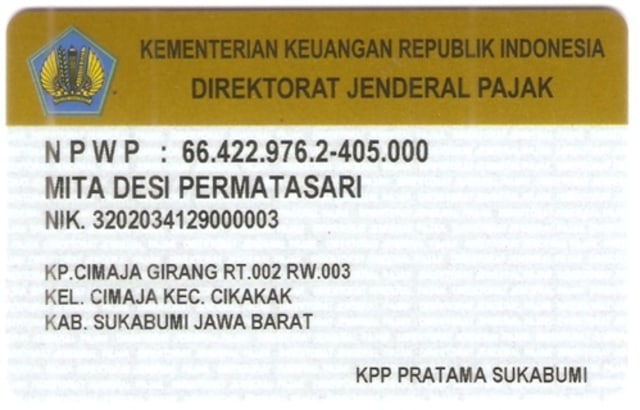 KEMENTERIAN KEUANGAN REPUBLIK INDONESIA
DIREKTORAT JENDERAL PAJAK
N P W P : 66.422.976.2-405.000
MITA DESI PERMATASARI
NIK. 3202034129000003
KP.CIMAJA GIRANG RT.002 RW.003
KEL. CIMAJA KEC. CIKAKAK
KAB. SUKABUMI JAWA BARAT
KPP PRATAMA SUKABUMI